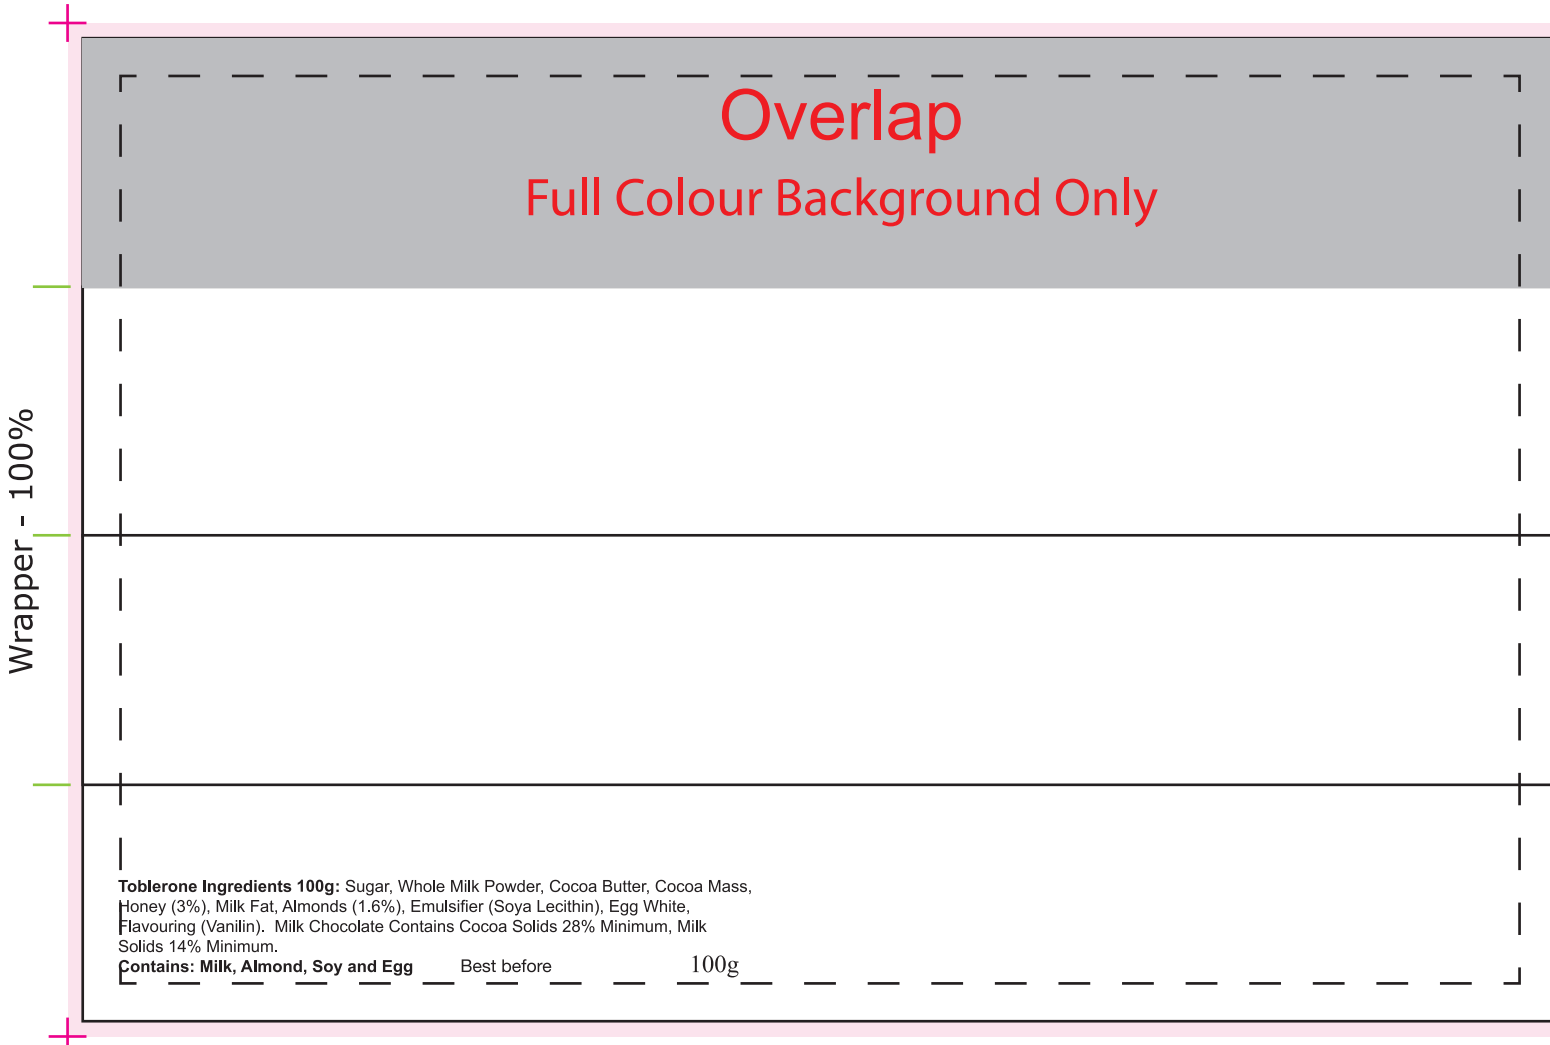 Overlap
Full Colour Background Only
Wrapper - 100%
Toblerone Ingredients 100g: Sugar, Whole Milk Powder, Cocoa Butter, Cocoa Mass,
Honey (3%), Milk Fat, Almonds (1.6%), Emulsifier (Soya Lecithin), Egg White,
Flavouring (Vanilin).  Milk Chocolate Contains Cocoa Solids 28% Minimum, Milk
Solids 14% Minimum.
Contains: Milk, Almond, Soy and Egg Best before 100g